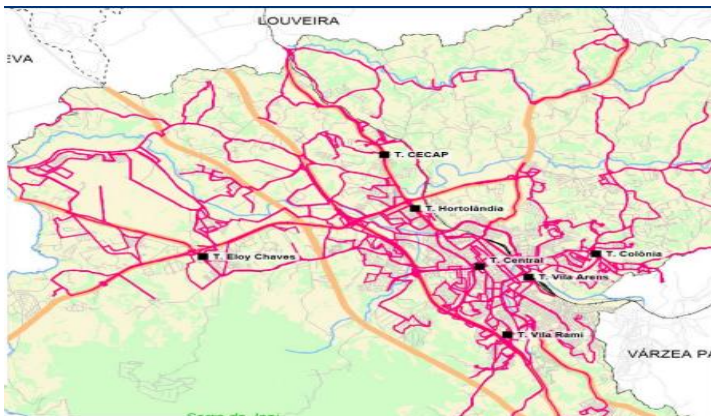 LOUVEIRA
EVA
T. CECAP
T. Hortolândia
T. Colônia
T. Eloy Chaves
T. Central
T. Vila Arens
T. Vila Rami
VÁRZEA PA